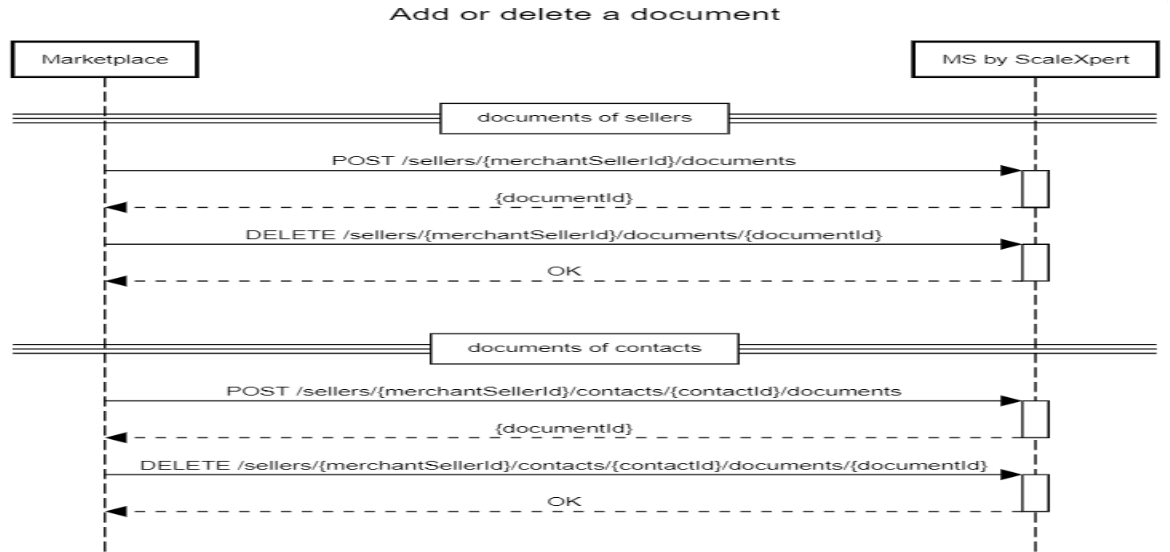 Add or delete a document
Marketplace
MS by ScaleXpert
documents of sellers
POST /sellers/{merchantSellerId}/documents
{documentId}
DELETE /sellers/{merchantSellerId}/documents/{documentId}
OK
documents of contacts
POST /sellers/{merchantSellerId}/contacts/{contactId}/documents
{documentId}
DELETE /sellers/{merchantSellerId}/contacts/{contactId}/documents/{documentId}
OK